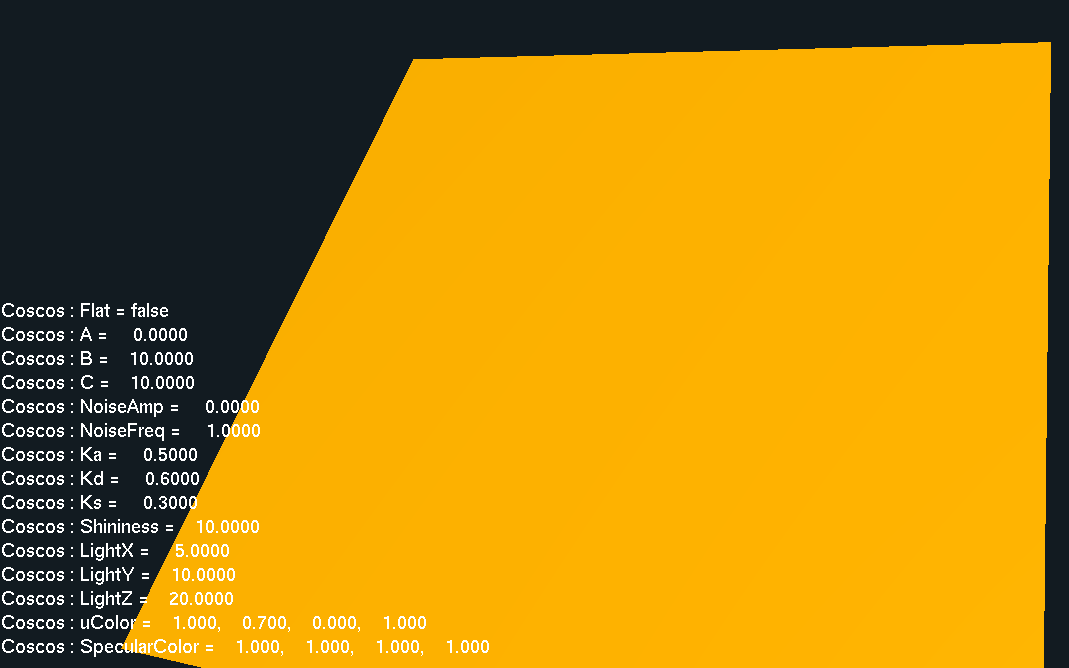 Coscos : Flat = false
Coscos : A = 0.0000
Coscos : B = 10.0000
Coscos : C = 10.0000
Coscos : NoiseAmp = 0.0000
Coscos : NoiseFreq = 1.0000
Coscos : Ka = 0.5000
Coscos : Kd = 0.6000
Coscos : Ks = 0.3000
Coscos : Shininess = 10.0000
Coscos : LightX = 5.0000
Coscos : LightY = 10.0000
Coscos : LightZ = 20.0000
Coscos : uColor = 1.000, 0.700, 0.000, 1.000
Coscos : SpecularColor = 1.000, 1.000, 1.000, 1.000